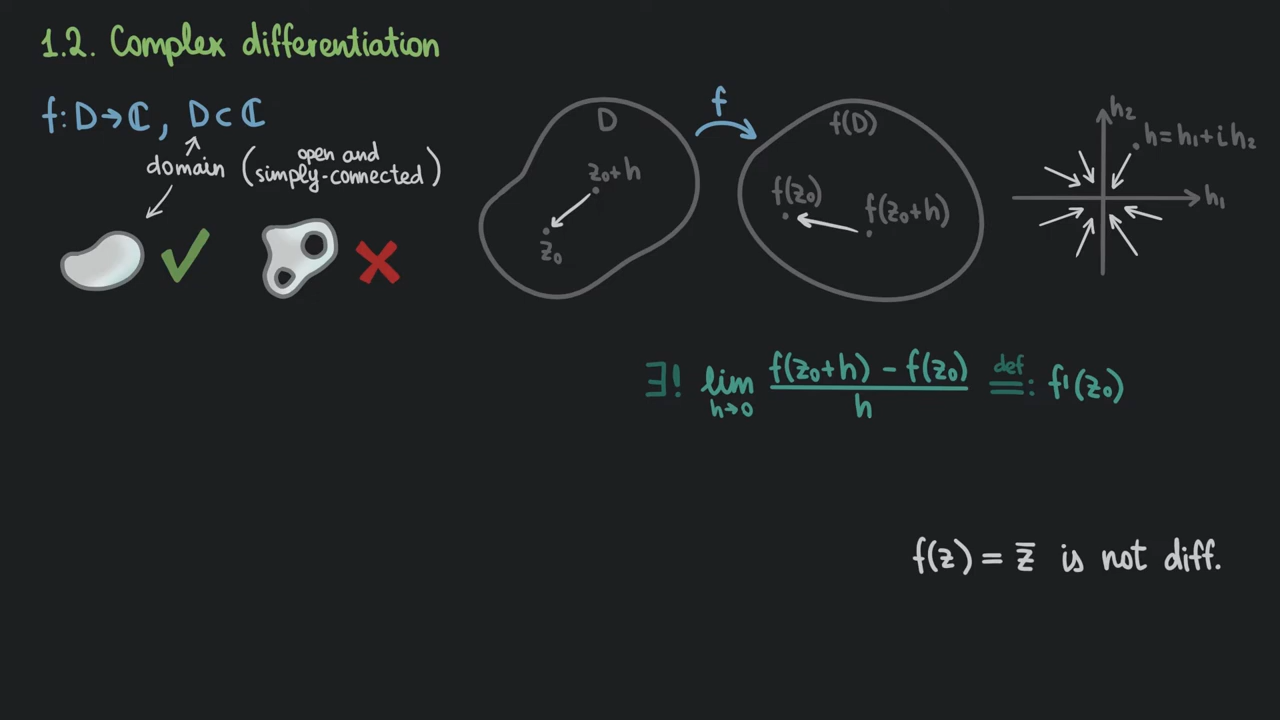 1.2. Complex differentiation
f: D → ℂ, D ⊂ ℂ
domain (open and simply-connected)
D
z₀+h
z₀
f
f(D)
f(z₀)
f(z₀+h)
h₂
h = h₁ + i h₂
h₁
∃! lim h→0 f(z₀+h) − f(z₀) / h =: def f'(z₀)
f(z) = z̅ is not diff.